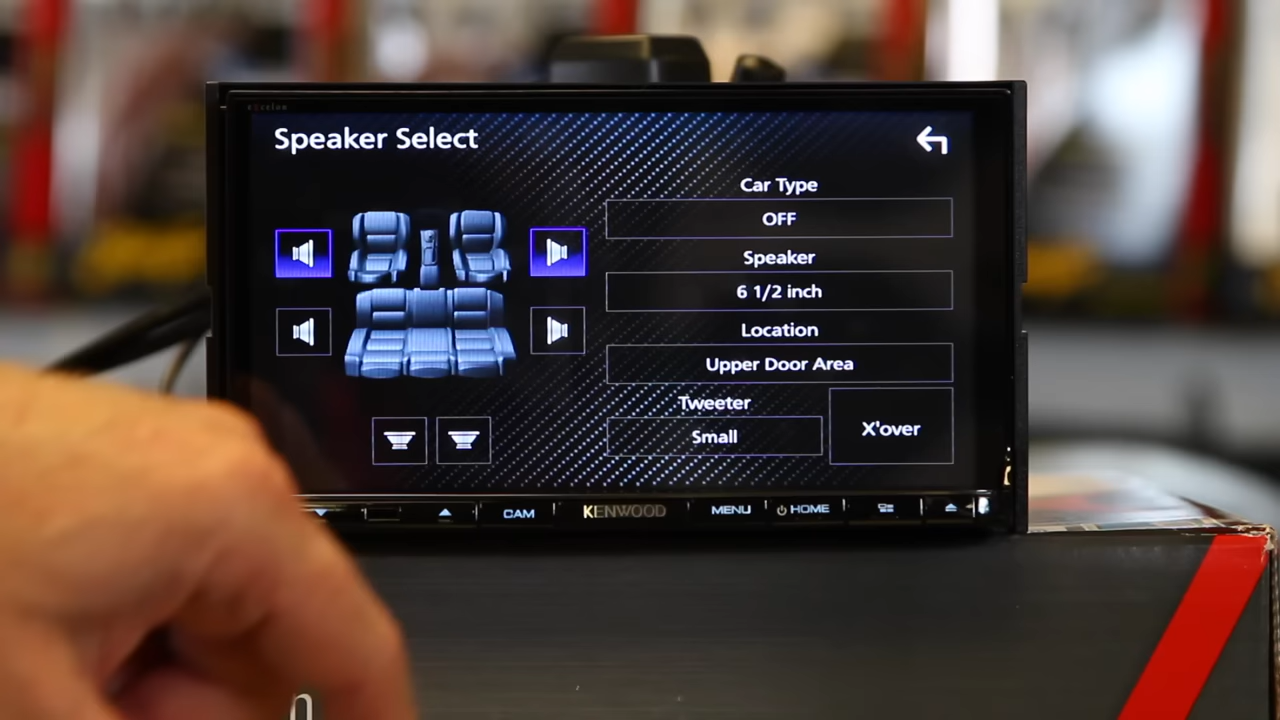 eXcelon
Speaker Select
Car Type
OFF
Speaker
6 1/2 inch
Location
Upper Door Area
Tweeter
Small
X'over
CAM
KENWOOD
MENU
HOME